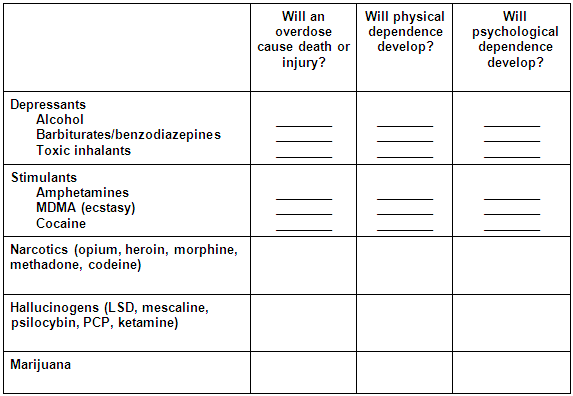 Will an
overdose
cause death or
injury?
Will physical
dependence
develop?
Will
psychological
dependence
develop?
Depressants
Alcohol
Barbiturates/benzodiazepines
Toxic inhalants
Stimulants
Amphetamines
MDMA (ecstasy)
Cocaine
Narcotics (opium, heroin, morphine,
methadone, codeine)
Hallucinogens (LSD, mescaline,
psilocybin, PCP, ketamine)
Marijuana